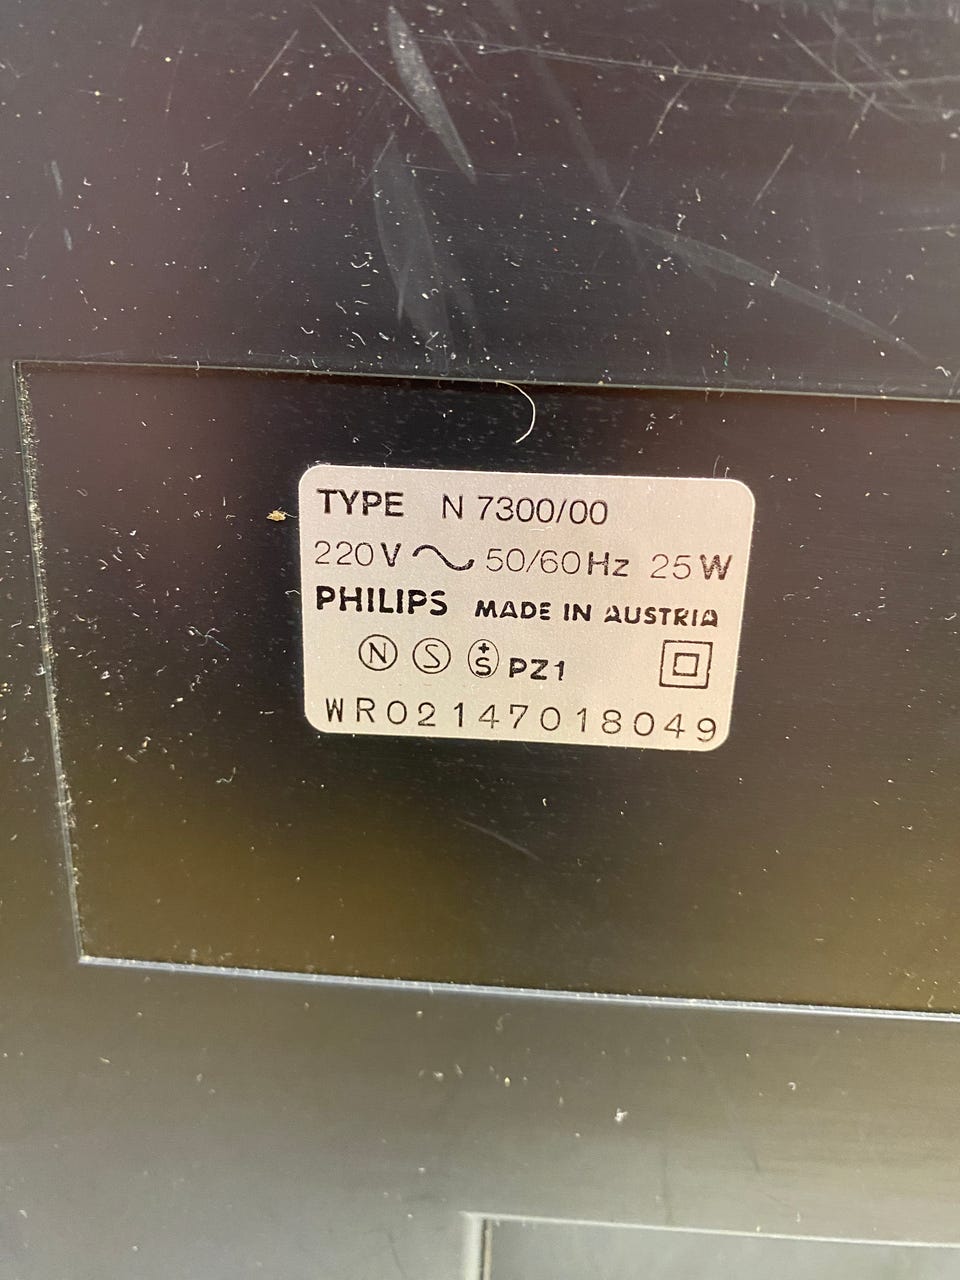 TYPE N 7300/00
220V ~ 50/60Hz 25W
PHILIPS MADE IN AUSTRIA
N S +S PZ1
WR02147018049